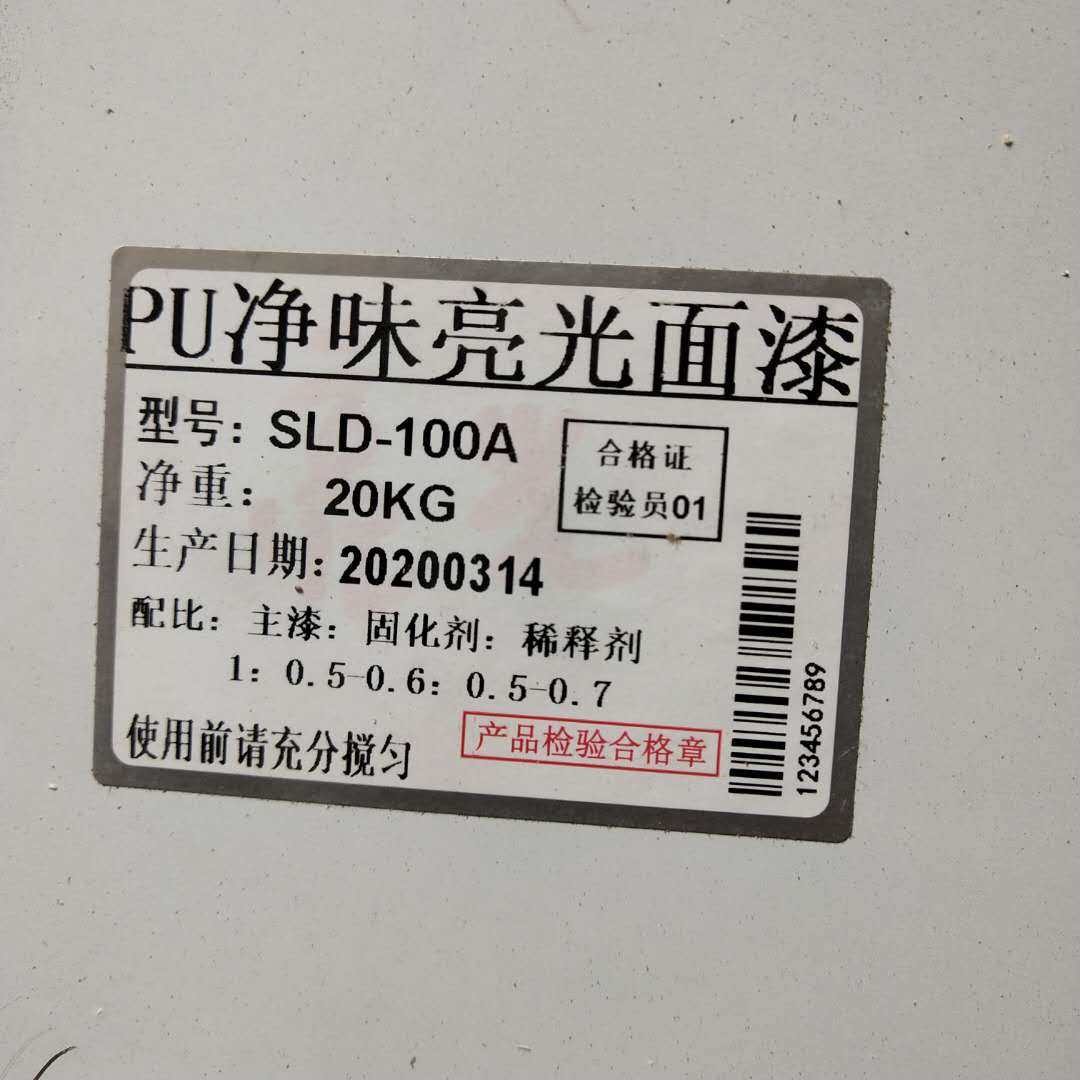 PU净味亮光面漆
型号：SLD-100A
净重： 20KG
生产日期：20200314
配比：主漆：固化剂：稀释剂
1：0.5-0.6：0.5-0.7
使用前请充分搅匀
合格证
检验员01
产品检验合格章
123456789